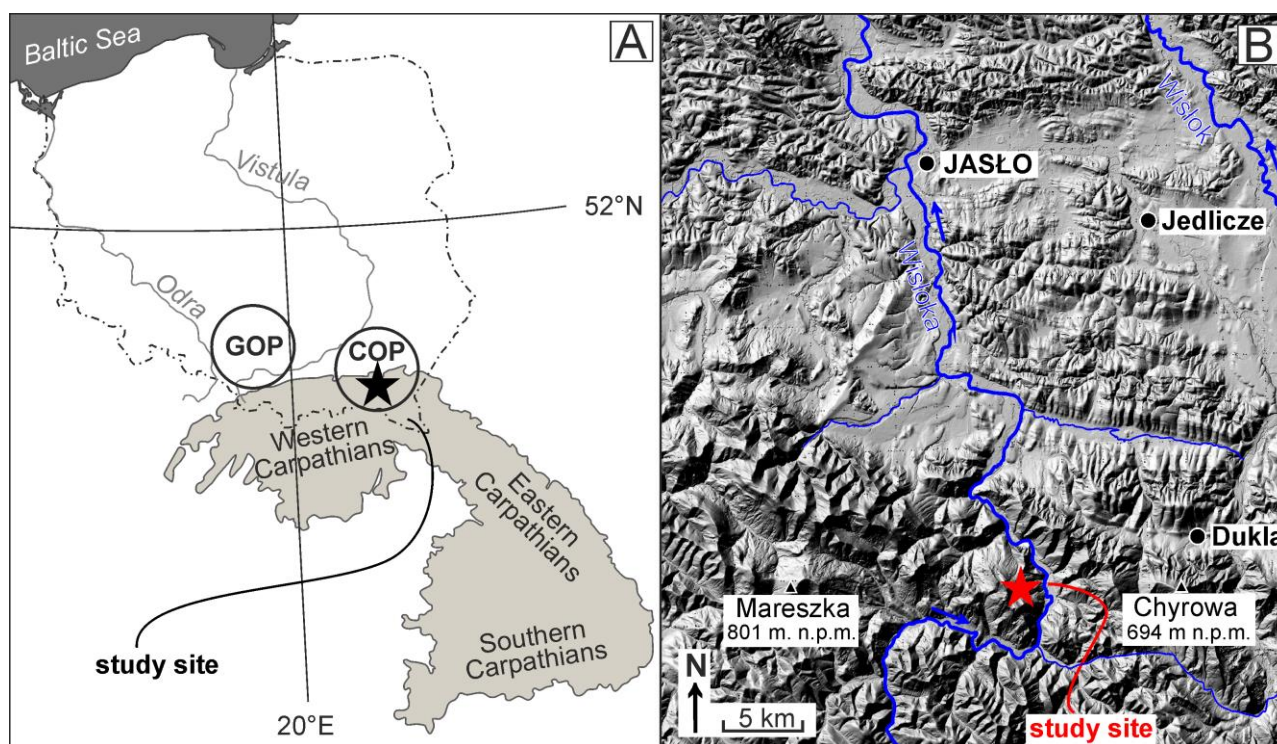 Baltic Sea
A
Vistula
52°N
Odra
GOP
COP
Western
Carpathians
Eastern
Carpathians
Southern
Carpathians
study site
20°E
B
Wisłok
JASŁO
Jedlicze
Wisłoka
Dukla
Mareszka
801 m. n.p.m.
Chyrowa
694 m n.p.m.
N
5 km
study site